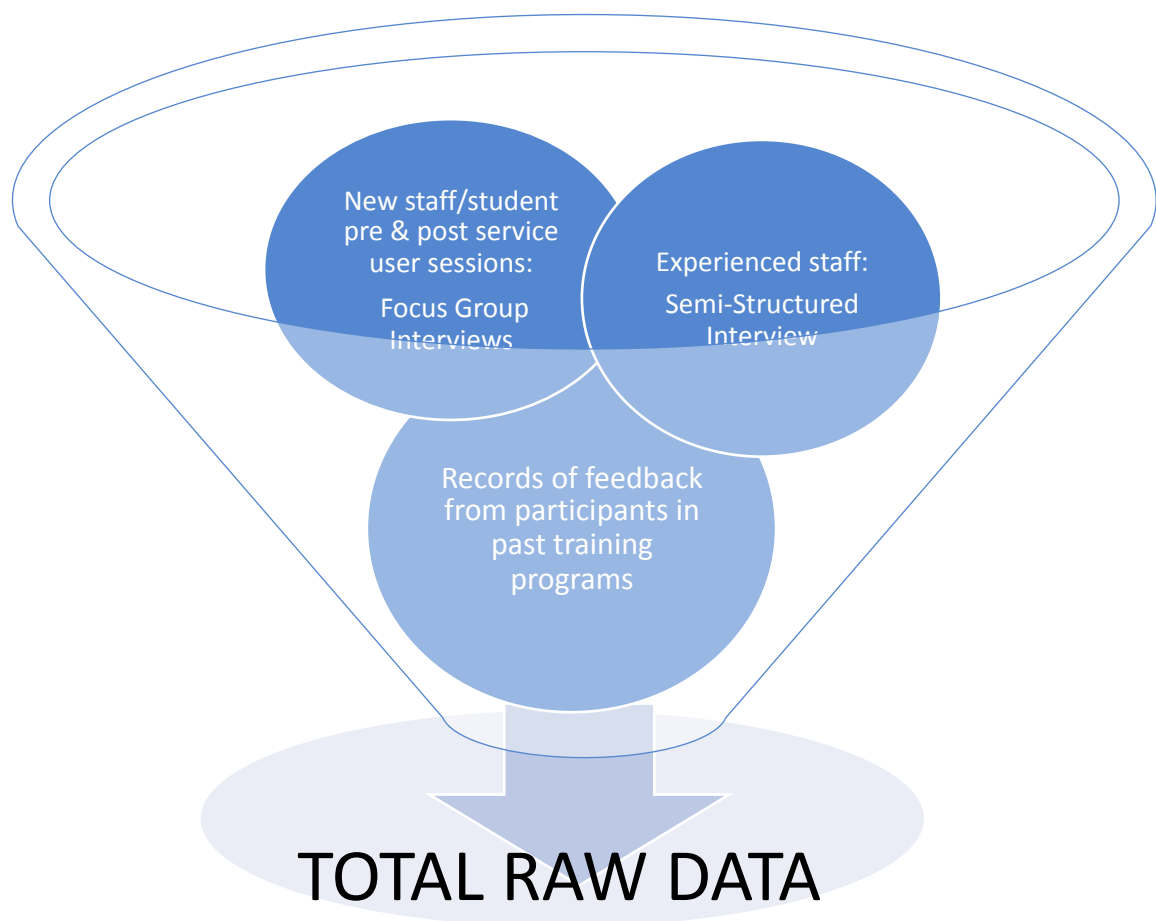 New staff/student
pre & post service
user sessions:
Focus Group
Interviews
Experienced staff:
Semi-Structured
Interview
Records of feedback
from participants in
past training
programs
TOTAL RAW DATA